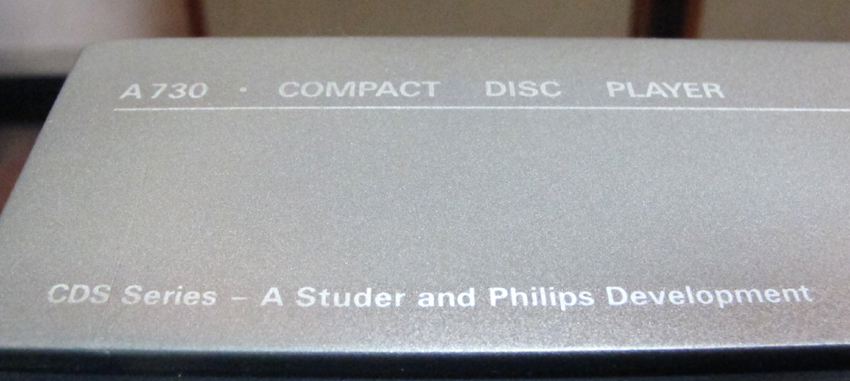 A730 · COMPACT DISC PLAYER
CDS Series – A Studer and Philips Development